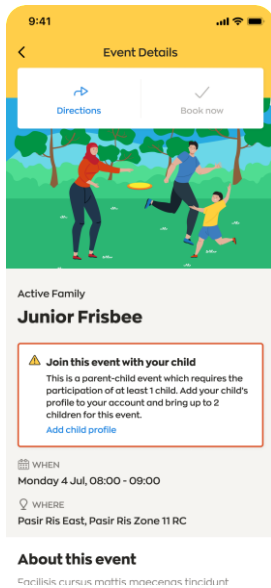 9:41
Event Details
Directions
Book now
Active Family
Junior Frisbee
Join this event with your child
This is a parent-child event which requires the
participation of at least 1 child. Add your child's
profile to your account and bring up to 2
children for this event.
Add child profile
WHEN
Monday 4 Jul, 08:00 - 09:00
WHERE
Pasir Ris East, Pasir Ris Zone 11 RC
About this event
Facilisis cursus mattis maecenas tincidunt